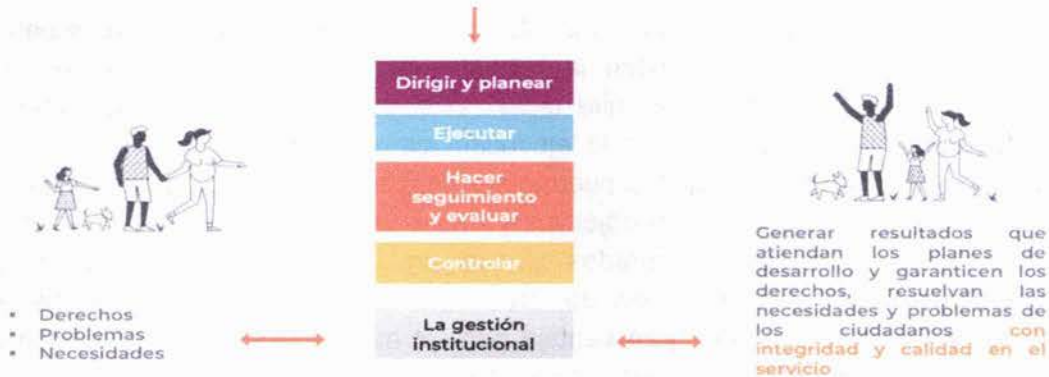 Dirigir y planear
Ejecutar
Hacer
seguimiento
y evaluar
Controlar
La gestión
institucional
▪ Derechos
▪ Problemas
▪ Necesidades
Generar resultados que
atiendan los planes de
desarrollo y garanticen los
derechos, resuelvan las
necesidades y problemas de
los ciudadanos con
integridad y calidad en el
servicio